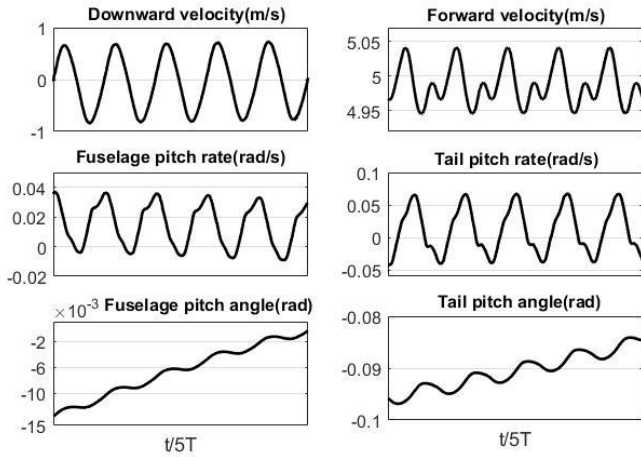 Downward velocity(m/s)
1
0
-1
Forward velocity(m/s)
5.05
5
4.95
Fuselage pitch rate(rad/s)
0.04
0.02
0
-0.02
Tail pitch rate(rad/s)
0.1
0.05
0
-0.05
×10⁻³ Fuselage pitch angle(rad)
-2
-6
-10
-15
t/5T
Tail pitch angle(rad)
-0.08
-0.09
-0.1
t/5T